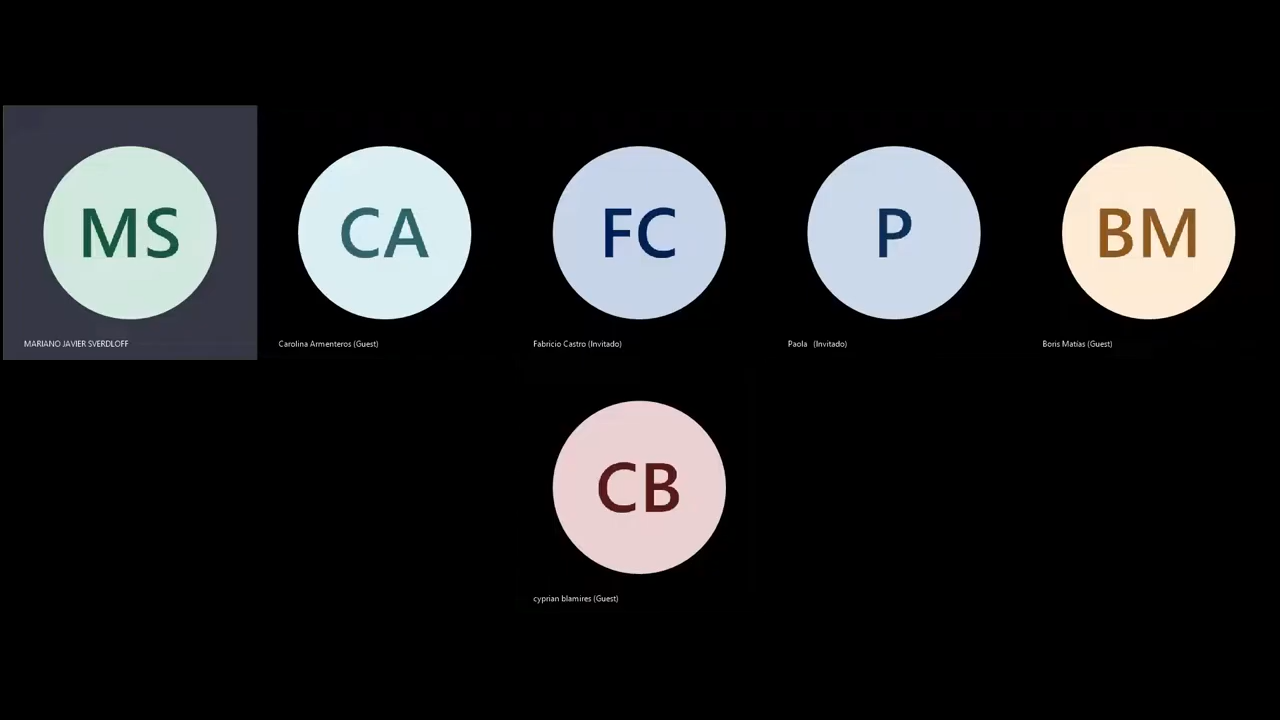 MS
CA
FC
P
BM
MARIANO JAVIER SVERDLOFF
Carolina Armenteros (Guest)
Fabricio Castro (Invitado)
Paola (Invitado)
Boris Matías (Guest)
CB
cyprian blamires (Guest)